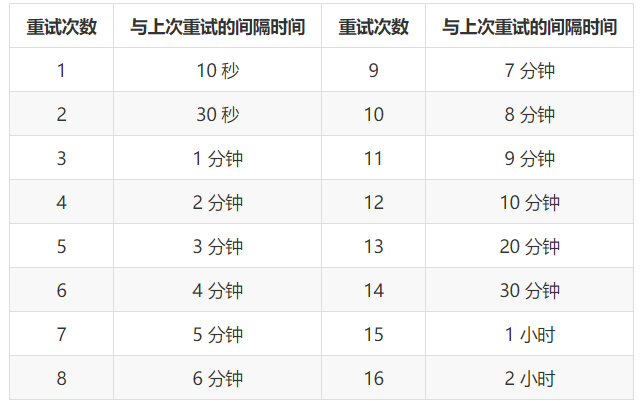 重试次数 与上次重试的间隔时间 重试次数 与上次重试的间隔时间
1 10 秒 9 7 分钟
2 30 秒 10 8 分钟
3 1 分钟 11 9 分钟
4 2 分钟 12 10 分钟
5 3 分钟 13 20 分钟
6 4 分钟 14 30 分钟
7 5 分钟 15 1 小时
8 6 分钟 16 2 小时